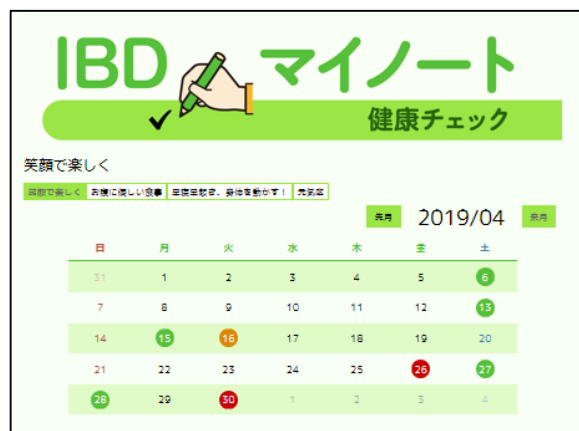 IBD マイノート
健康チェック
笑顔で楽しく
笑顔で楽しく お腹に優しい食事 早寝早起き、身体を動かす! 元気な
先月 2019/04 来月
日 月 火 水 木 金 土
31 1 2 3 4 5 6
7 8 9 10 11 12 13
14 15 16 17 18 19 20
21 22 23 24 25 26 27
28 29 30 1 2 3 4